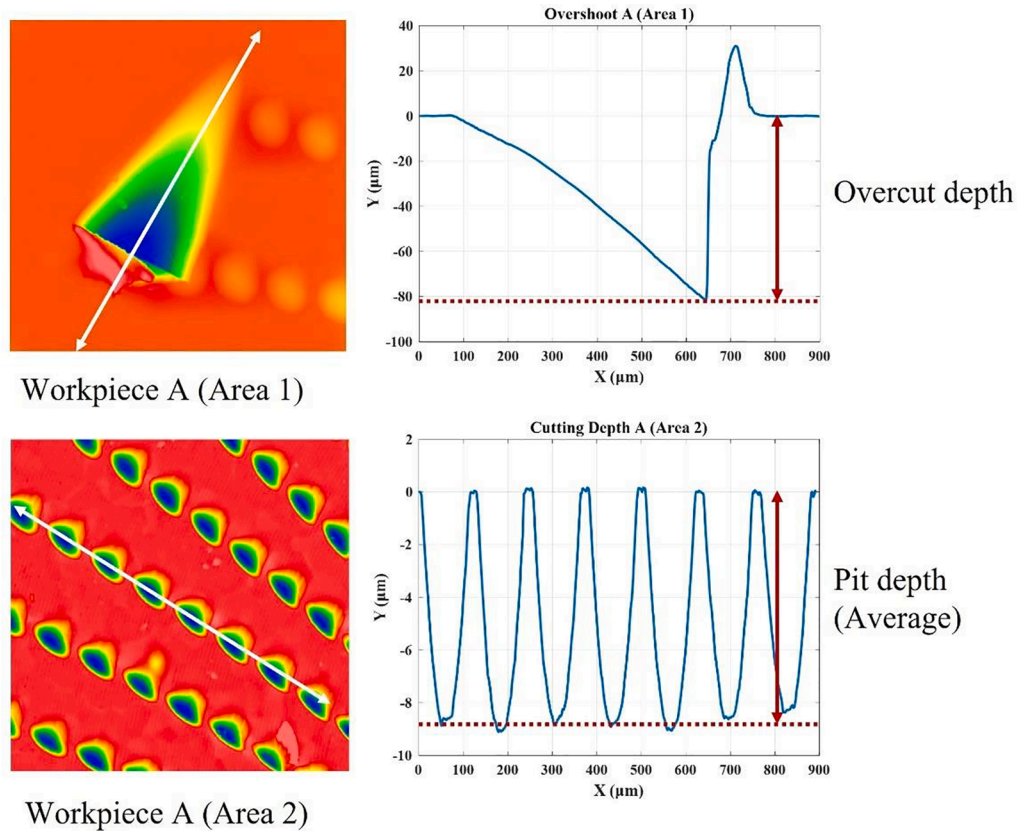 Overshoot A (Area 1)
40
20
0
-20
-40
-60
-80
-100
Y (µm)
0 100 200 300 400 500 600 700 800 900
X (µm)
Overcut depth
Workpiece A (Area 1)
Cutting Depth A (Area 2)
2
0
-2
-4
-6
-8
-10
Y (µm)
0 100 200 300 400 500 600 700 800 900
X (µm)
Pit depth
(Average)
Workpiece A (Area 2)